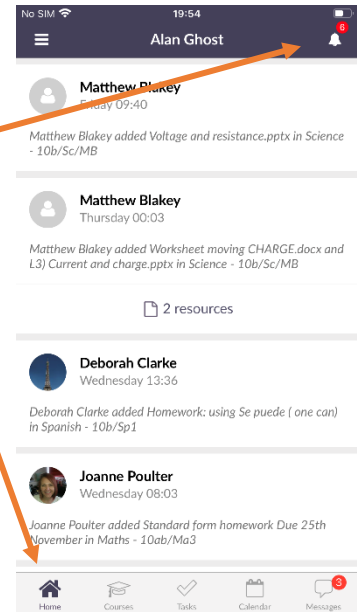 No SIM 19:54
Alan Ghost
6
Matthew Blakey
Friday 09:40
Matthew Blakey added Voltage and resistance.pptx in Science
- 10b/Sc/MB
Matthew Blakey
Thursday 00:03
Matthew Blakey added Worksheet moving CHARGE.docx and
L3) Current and charge.pptx in Science - 10b/Sc/MB
2 resources
Deborah Clarke
Wednesday 13:36
Deborah Clarke added Homework: using Se puede ( one can)
in Spanish - 10b/Sp1
Joanne Poulter
Wednesday 08:03
Joanne Poulter added Standard form homework Due 25th
November in Maths - 10ab/Ma3
3
Home Courses Tasks Calendar Messages